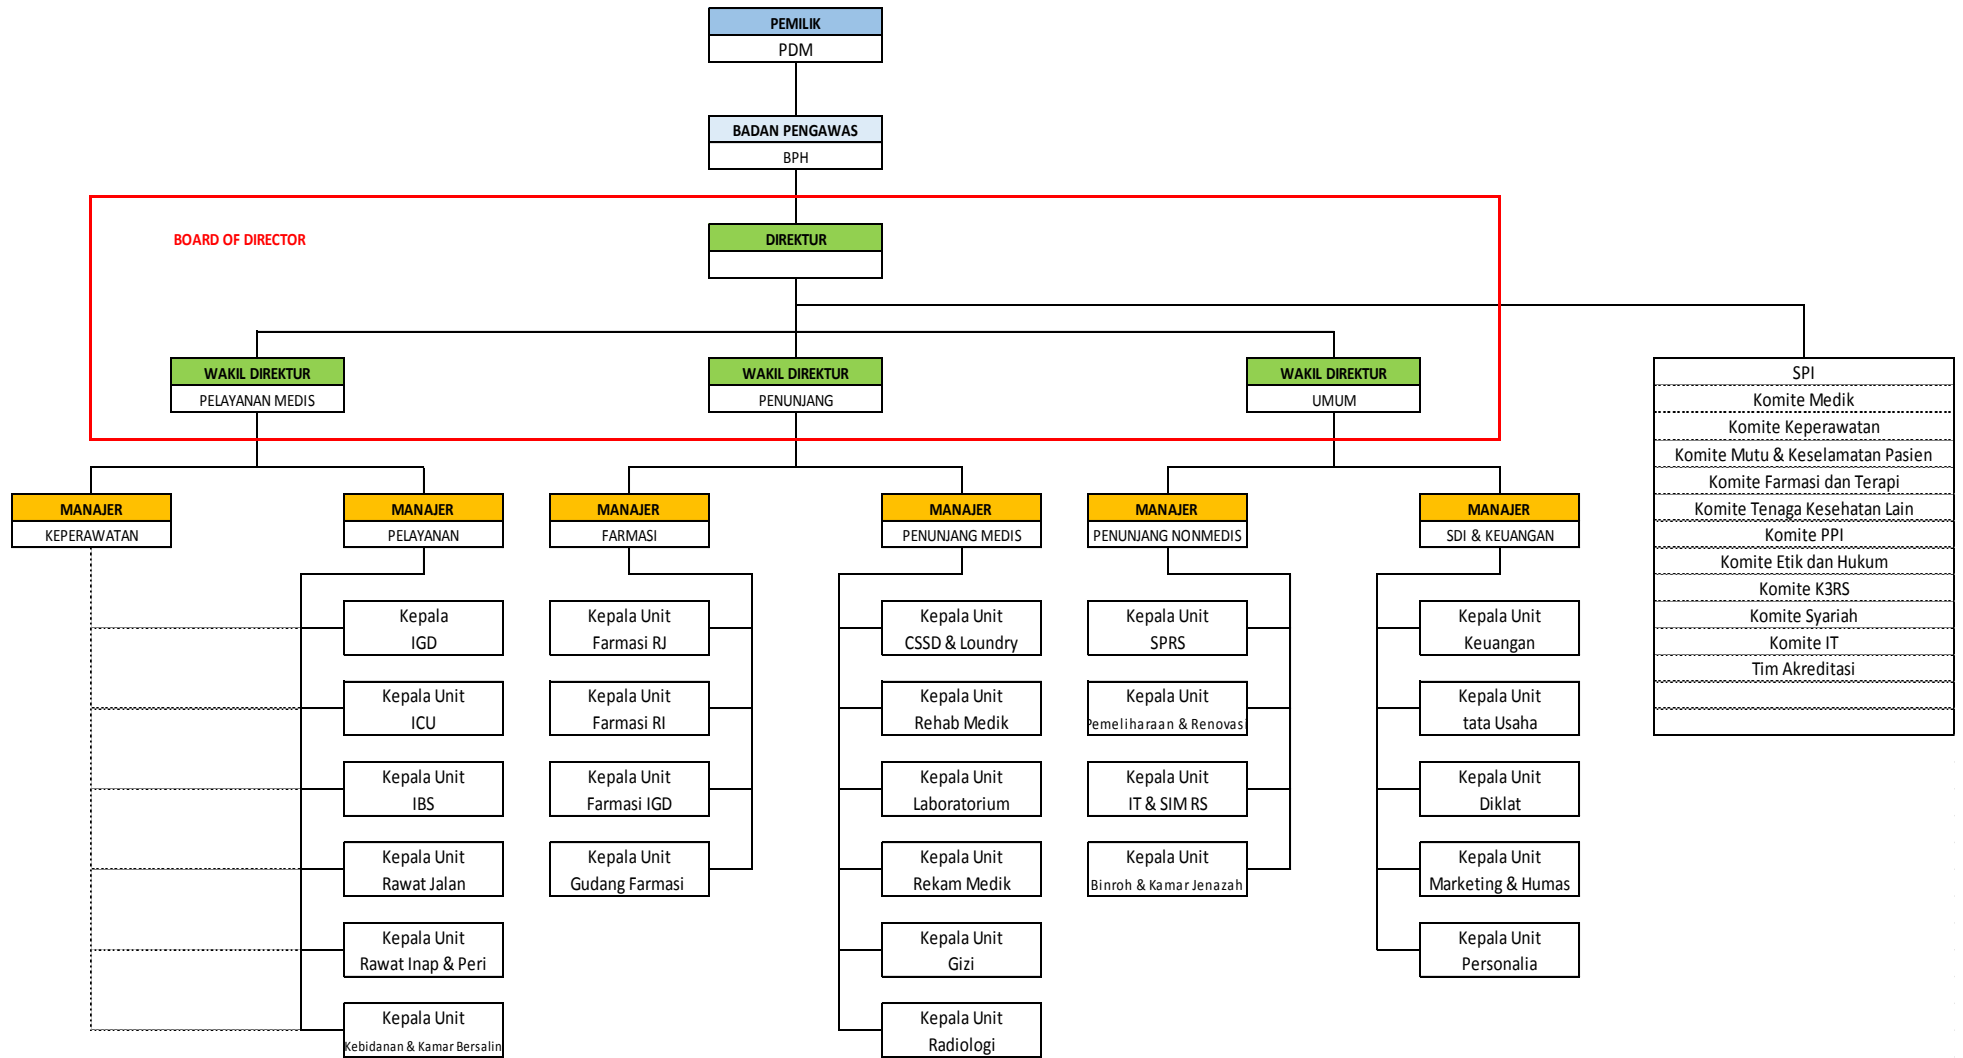 PEMILIK
PDM
BADAN PENGAWAS
BPH
BOARD OF DIRECTOR
DIREKTUR
WAKIL DIREKTUR
PELAYANAN MEDIS
WAKIL DIREKTUR
PENUNJANG
WAKIL DIREKTUR
UMUM
SPI
Komite Medik
Komite Keperawatan
Komite Mutu & Keselamatan Pasien
Komite Farmasi dan Terapi
Komite Tenaga Kesehatan Lain
Komite PPI
Komite Etik dan Hukum
Komite K3RS
Komite Syariah
Komite IT
Tim Akreditasi
MANAJER
KEPERAWATAN
MANAJER
PELAYANAN
Kepala
IGD
Kepala Unit
ICU
Kepala Unit
IBS
Kepala Unit
Rawat Jalan
Kepala Unit
Rawat Inap & Peri
Kepala Unit
Kebidanan & Kamar Bersalin
MANAJER
FARMASI
Kepala Unit
Farmasi RJ
Kepala Unit
Farmasi RI
Kepala Unit
Farmasi IGD
Kepala Unit
Gudang Farmasi
MANAJER
PENUNJANG MEDIS
Kepala Unit
CSSD & Loundry
Kepala Unit
Rehab Medik
Kepala Unit
Laboratorium
Kepala Unit
Rekam Medik
Kepala Unit
Gizi
Kepala Unit
Radiologi
MANAJER
PENUNJANG NONMEDIS
Kepala Unit
SPRS
Kepala Unit
Pemeliharaan & Renovasi
Kepala Unit
IT & SIM RS
Kepala Unit
Binroh & Kamar Jenazah
MANAJER
SDI & KEUANGAN
Kepala Unit
Keuangan
Kepala Unit
tata Usaha
Kepala Unit
Diklat
Kepala Unit
Marketing & Humas
Kepala Unit
Personalia